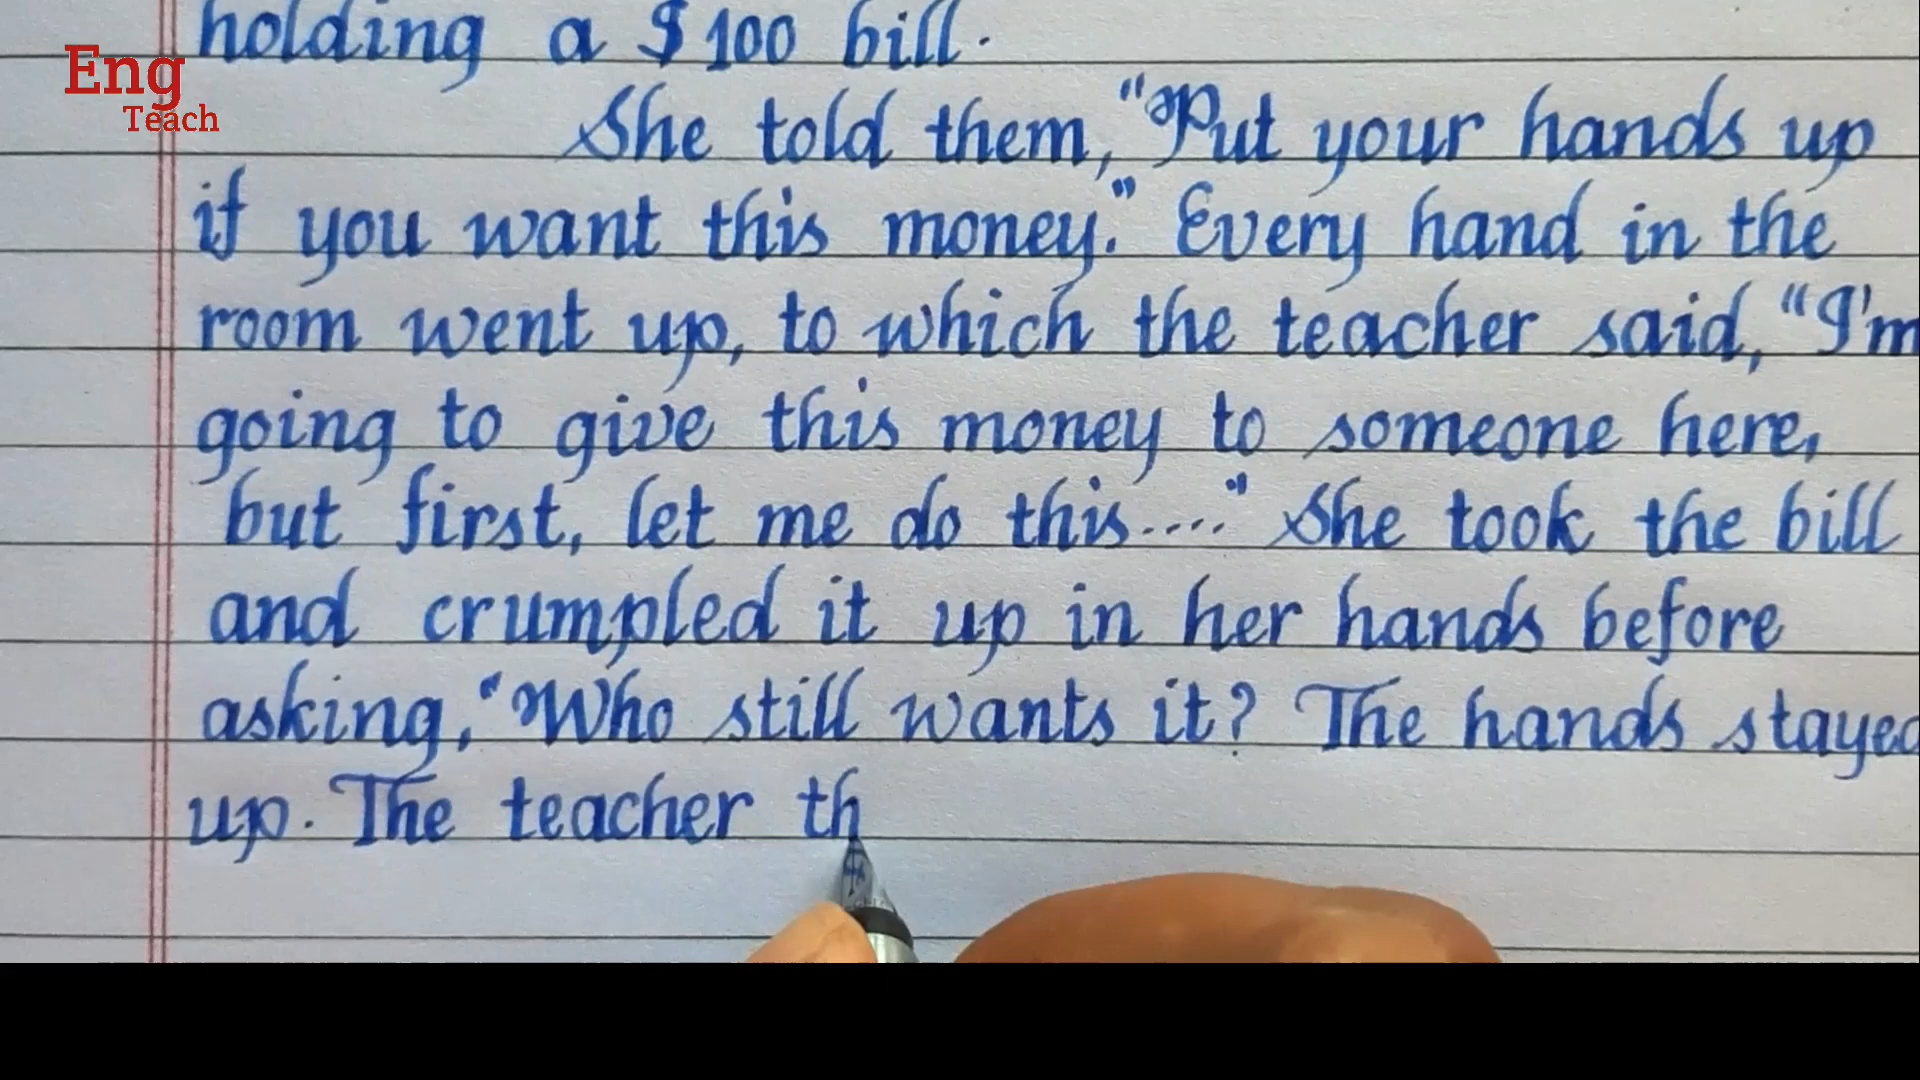 holding a $100 bill.
Eng
Teach
She told them, "Put your hands up
if you want this money." Every hand in the
room went up, to which the teacher said, "I'm
going to give this money to someone here,
but first, let me do this...." She took the bill
and crumpled it up in her hands before
asking, "Who still wants it? The hands stayed
up. The teacher th